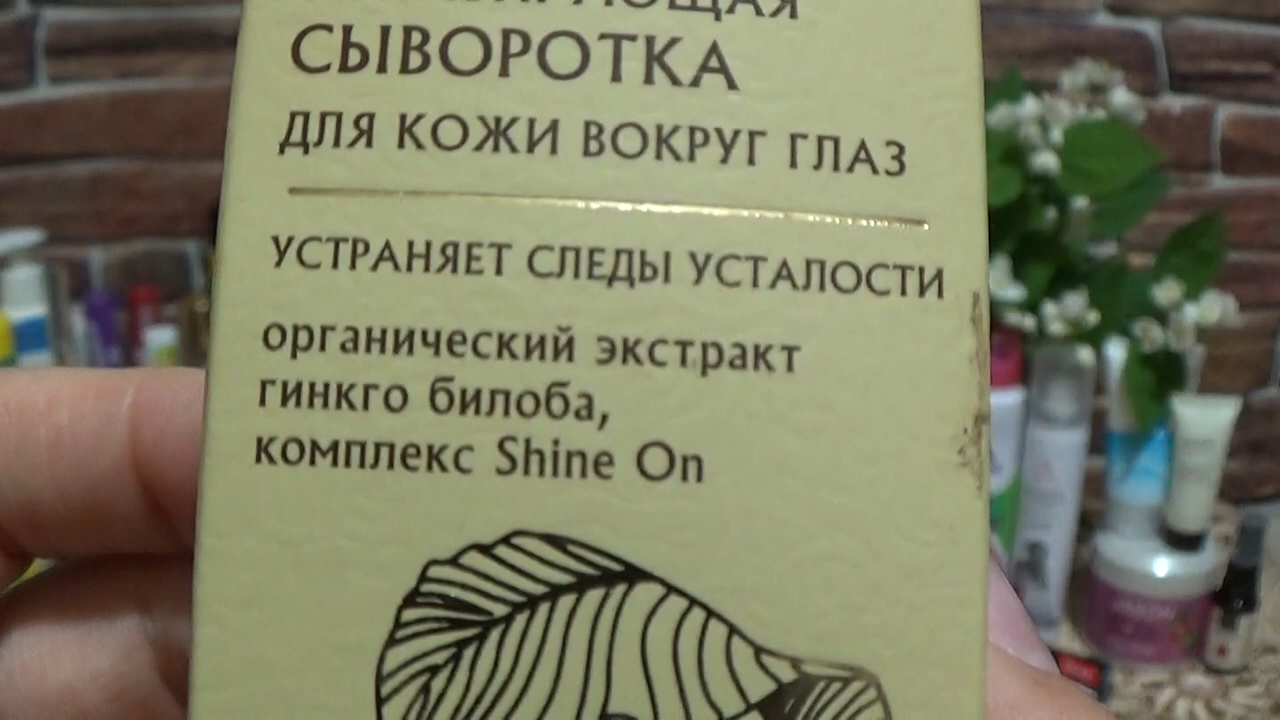 СЫВОРОТКА
ДЛЯ КОЖИ ВОКРУГ ГЛАЗ
УСТРАНЯЕТ СЛЕДЫ УСТАЛОСТИ
органический экстракт
гинкго билоба,
комплекс Shine On